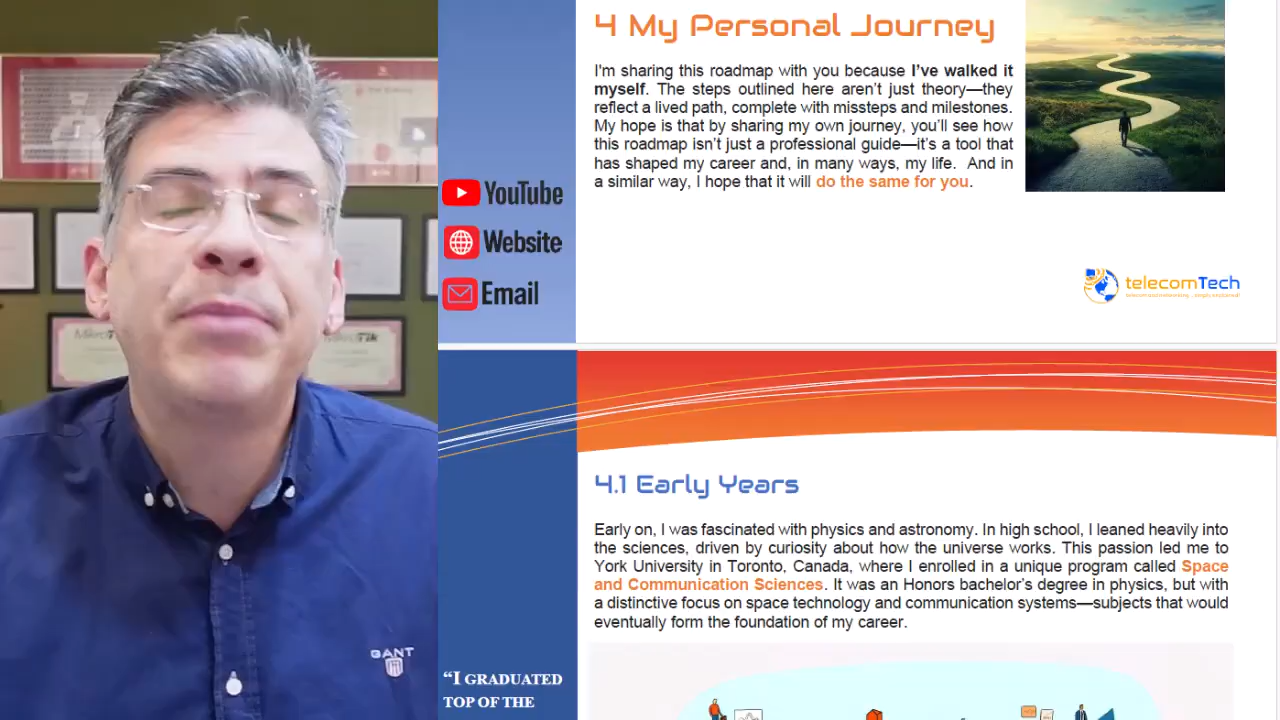 4 My Personal Journey
I'm sharing this roadmap with you because I've walked it
myself. The steps outlined here aren't just theory—they
reflect a lived path, complete with missteps and milestones.
My hope is that by sharing my own journey, you'll see how
this roadmap isn't just a professional guide—it's a tool that
has shaped my career and, in many ways, my life. And in
a similar way, I hope that it will do the same for you.
YouTube
Website
Email
telecomTech
4.1 Early Years
Early on, I was fascinated with physics and astronomy. In high school, I leaned heavily into
the sciences, driven by curiosity about how the universe works. This passion led me to
York University in Toronto, Canada, where I enrolled in a unique program called Space
and Communication Sciences. It was an Honors bachelor's degree in physics, but with
a distinctive focus on space technology and communication systems—subjects that would
eventually form the foundation of my career.
“I GRADUATED
TOP OF THE
GANT